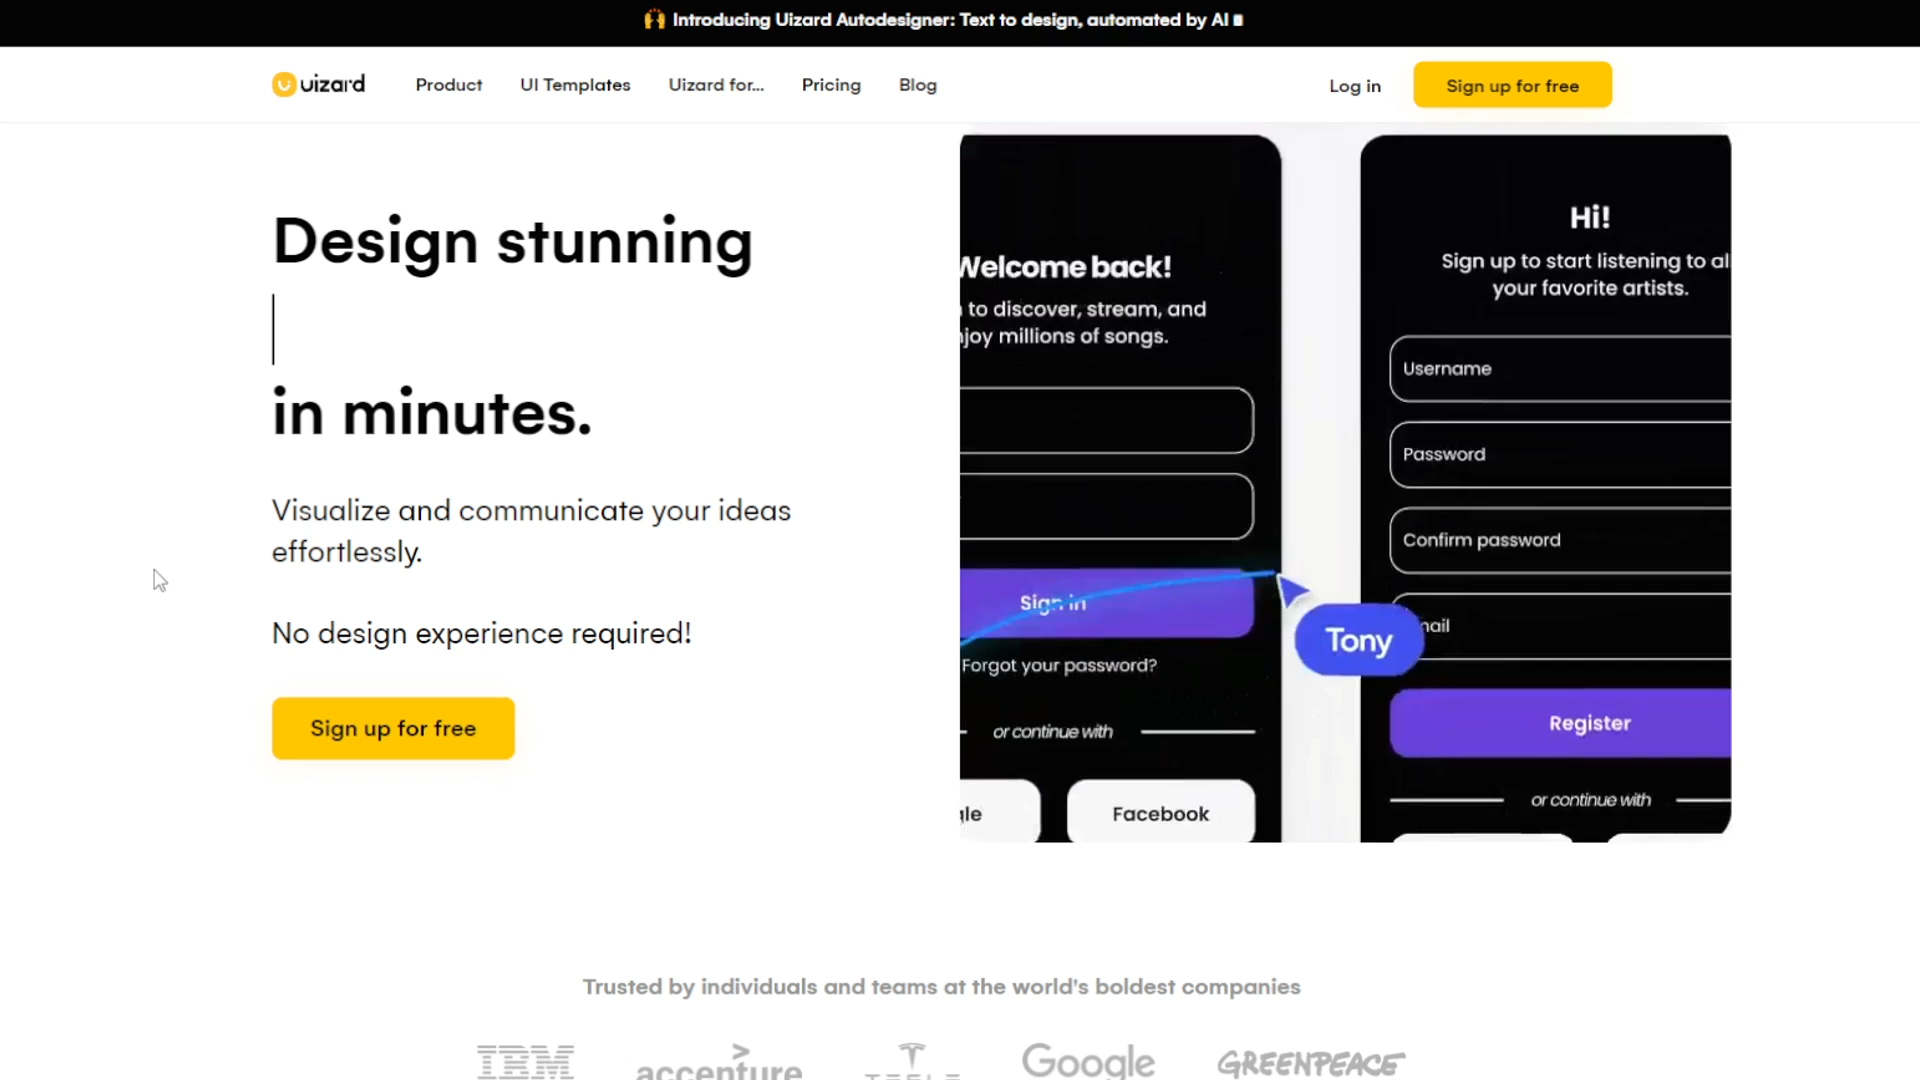 🙌 Introducing Uizard Autodesigner: Text to design, automated by AI
uizard
Product
UI Templates
Uizard for...
Pricing
Blog
Log in
Sign up for free
Design stunning
in minutes.
Visualize and communicate your ideas
effortlessly.
No design experience required!
Sign up for free
Welcome back!
to discover, stream, and
njoy millions of songs.
Sign in
Forgot your password?
or continue with
gle
Facebook
Tony
Hi!
Sign up to start listening to al
your favorite artists.
Username
Password
Confirm password
nail
Register
or continue with
Trusted by individuals and teams at the world's boldest companies
IBM
accenture
Google
GREENPEACE